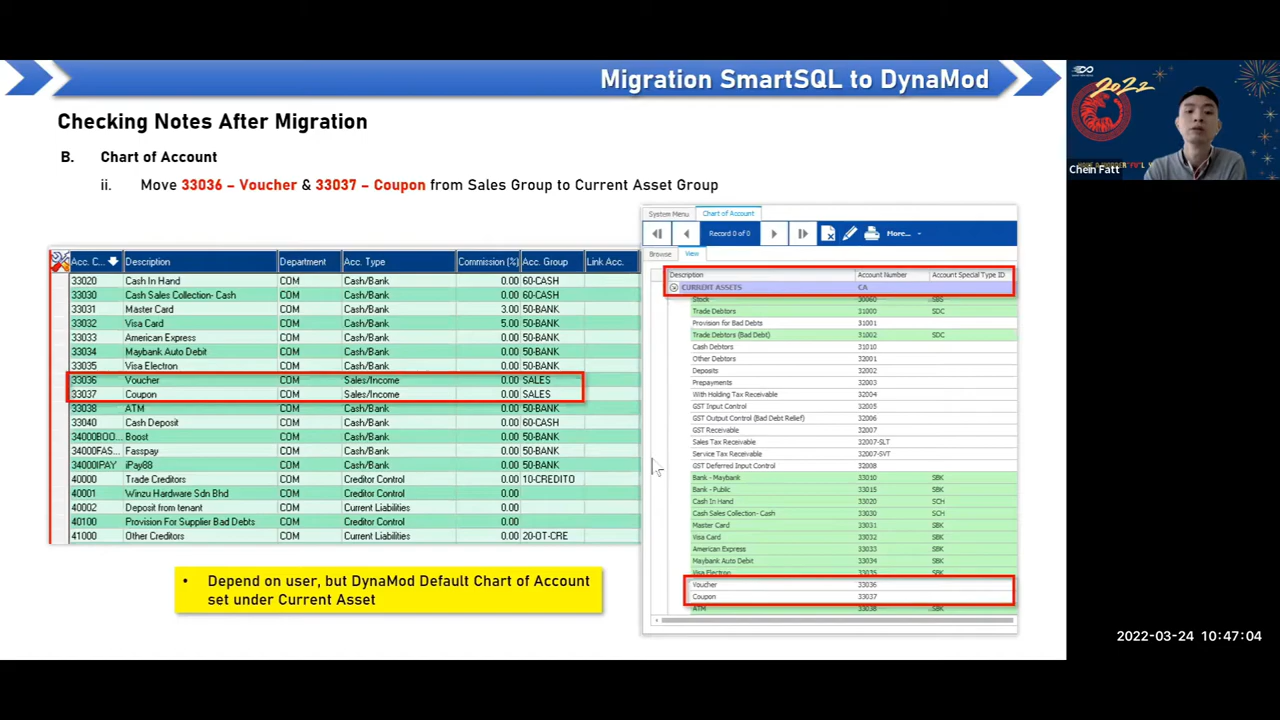 Migration SmartSQL to DynaMod
Checking Notes After Migration
B. Chart of Account
ii. Move 33036 – Voucher & 33037 – Coupon from Sales Group to Current Asset Group
Acc. C... Description Department Acc. Type Commission (%) Acc. Group Link Acc.
33020 Cash In Hand COM Cash/Bank 0.00 60-CASH
33030 Cash Sales Collection- Cash COM Cash/Bank 0.00 60-CASH
33031 Master Card COM Cash/Bank 3.00 50-BANK
33032 Visa Card COM Cash/Bank 5.00 50-BANK
33033 American Express COM Cash/Bank 0.00 50-BANK
33034 Maybank Auto Debit COM Cash/Bank 0.00 50-BANK
33035 Visa Electron COM Cash/Bank 0.00 50-BANK
33036 Voucher COM Sales/Income 0.00 SALES
33037 Coupon COM Sales/Income 0.00 SALES
33038 ATM COM Cash/Bank 0.00 50-BANK
33040 Cash Deposit COM Cash/Bank 0.00 60-CASH
34000BOO... Boost COM Cash/Bank 0.00 50-BANK
34000FAS... Fasspay COM Cash/Bank 0.00 50-BANK
34000IPAY iPay88 COM Cash/Bank 0.00 50-BANK
40000 Trade Creditors COM Creditor Control 0.00 10-CREDITO
40001 Winzu Hardware Sdn Bhd COM Creditor Control 0.00
40002 Deposit from tenant COM Current Liabilities 0.00
40100 Provision For Supplier Bad Debts COM Creditor Control 0.00
41000 Other Creditors COM Current Liabilities 0.00 20-OT-CRE
• Depend on user, but DynaMod Default Chart of Account
set under Current Asset
System Menu Chart of Account
Record 0 of 0 More...
Browse View
Description Account Number Account Special Type ID
CURRENT ASSETS CA
Stock 30060 SBS
Trade Debtors 31000 SDC
Provision for Bad Debts 31001
Trade Debtors (Bad Debt) 31002 SDC
Cash Debtors 31010
Other Debtors 32001
Deposits 32002
Prepayments 32003
With Holding Tax Receivable 32004
GST Input Control 32005
GST Output Control (Bad Debt Relief) 32006
GST Receivable 32007
Sales Tax Receivable 32007-SLT
Service Tax Receivable 32007-SVT
GST Deferred Input Control 32008
Bank - Maybank 33010 SBK
Bank - Public 33015 SBK
Cash In Hand 33020 SCH
Cash Sales Collection- Cash 33030 SCH
Master Card 33031 SBK
Visa Card 33032 SBK
American Express 33033 SBK
Maybank Auto Debit 33034 SBK
Visa Electron 33035 SBK
Voucher 33036
Coupon 33037
ATM 33038 SBK
2022
Chein Fatt
2022-03-24 10:47:04